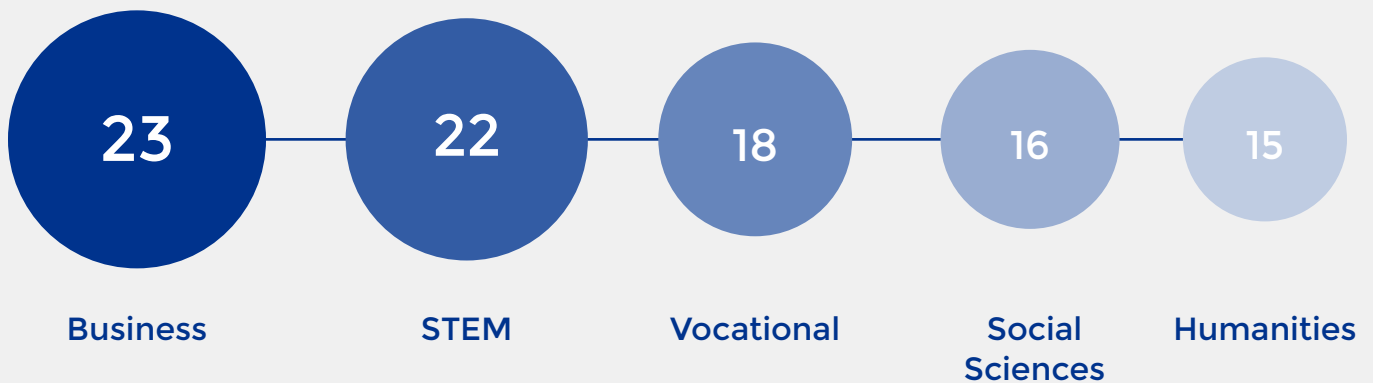 23
22
18
16
15
Business
STEM
Vocational
Social
Sciences
Humanities